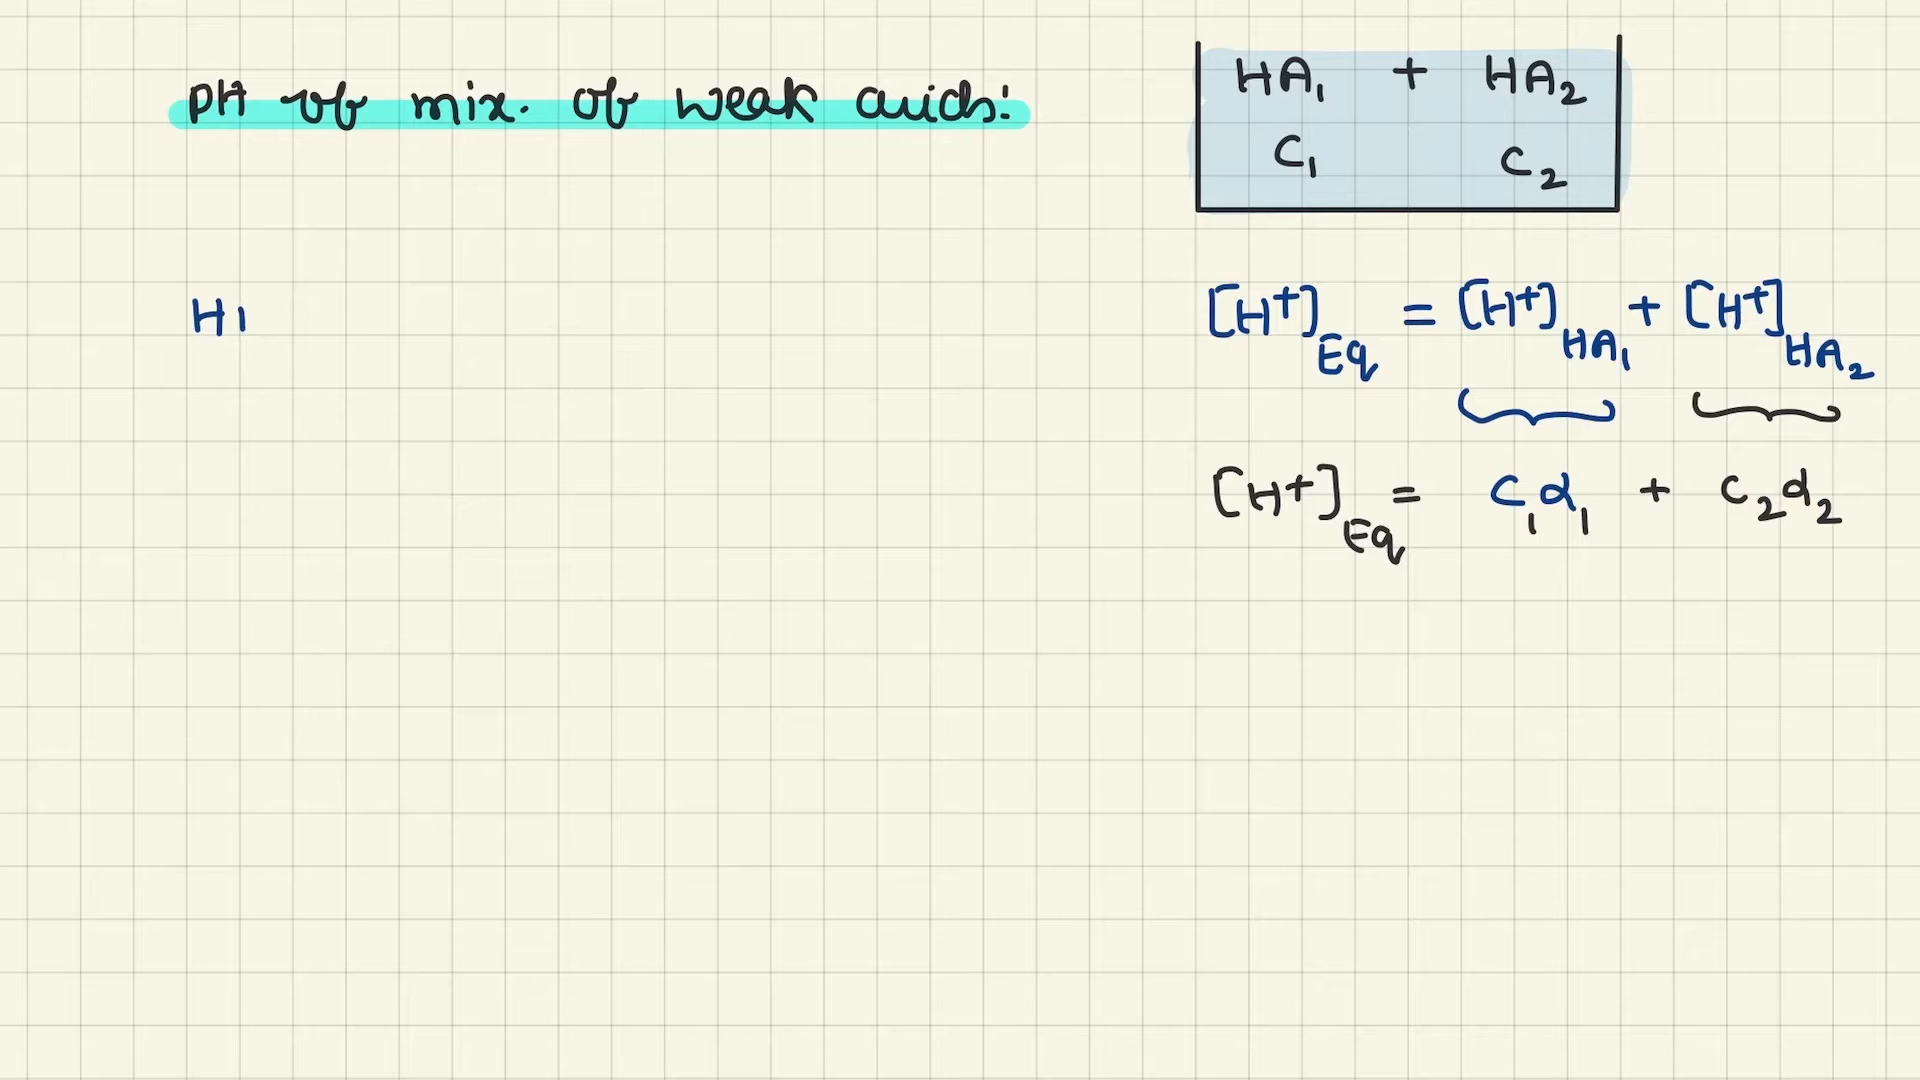 pH of mix. of weak acids:
HA₁ + HA₂
C₁ C₂
H1
[H⁺]Eq = [H⁺]HA₁ + [H⁺]HA₂
[H⁺]Eq = C₁α₁ + C₂α₂